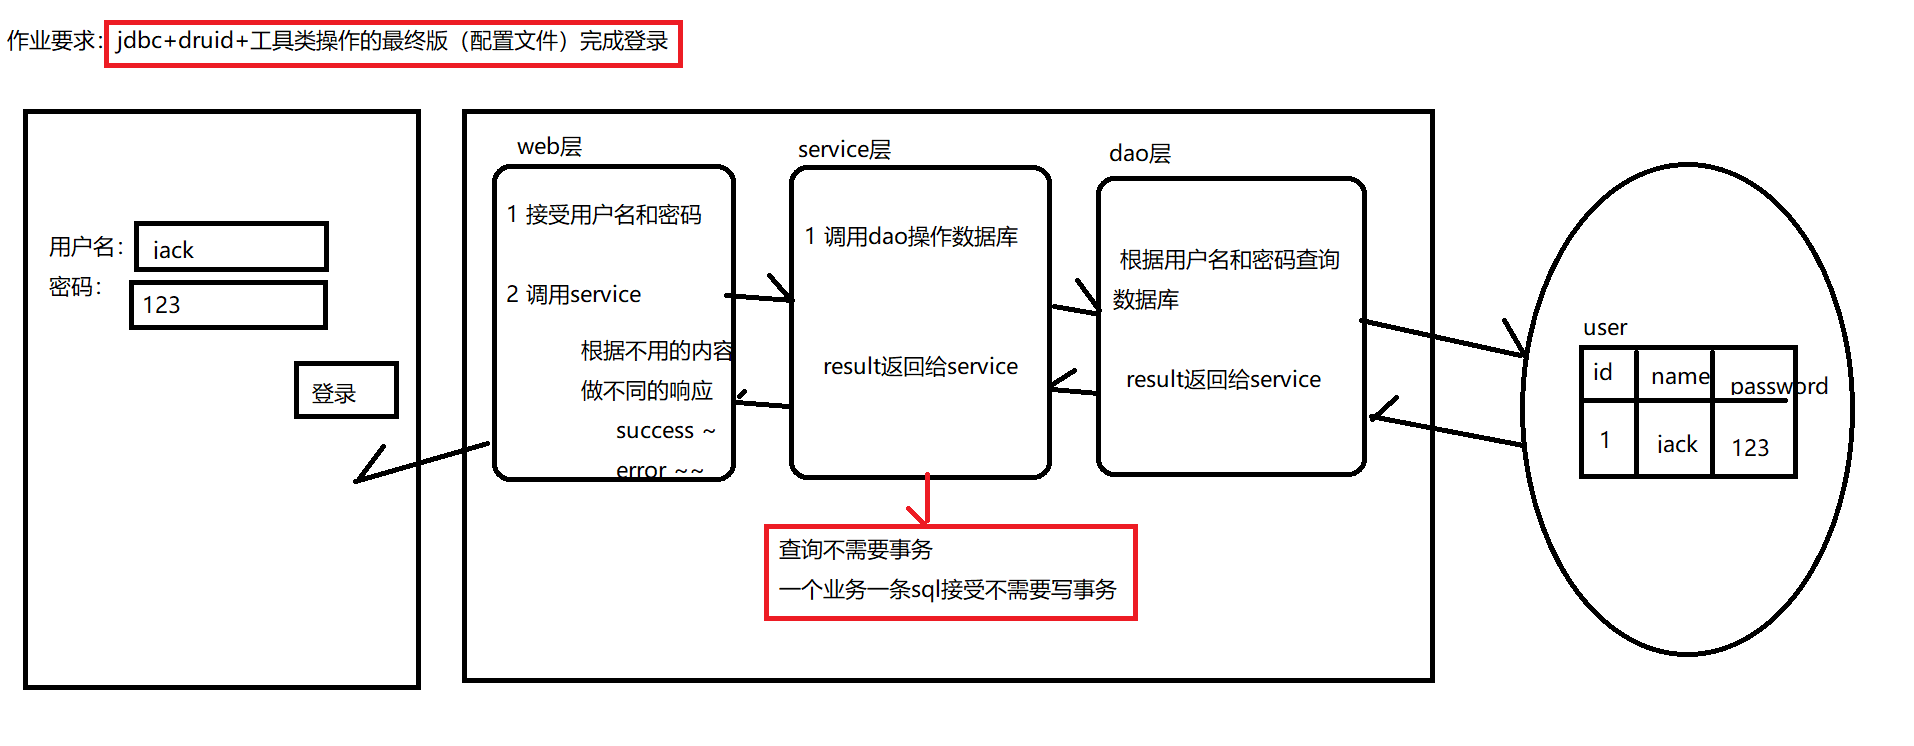 作业要求：jdbc+druid+工具类操作的最终版（配置文件）完成登录
用户名：
jack
密码：
123
登录
web层
1 接受用户名和密码
2 调用service
根据不用的内容
做不同的响应
success ~
error ~~
service层
1 调用dao操作数据库
result返回给service
查询不需要事务
一个业务一条sql接受不需要写事务
dao层
根据用户名和密码查询
数据库
result返回给service
user
id name password
1 jack 123